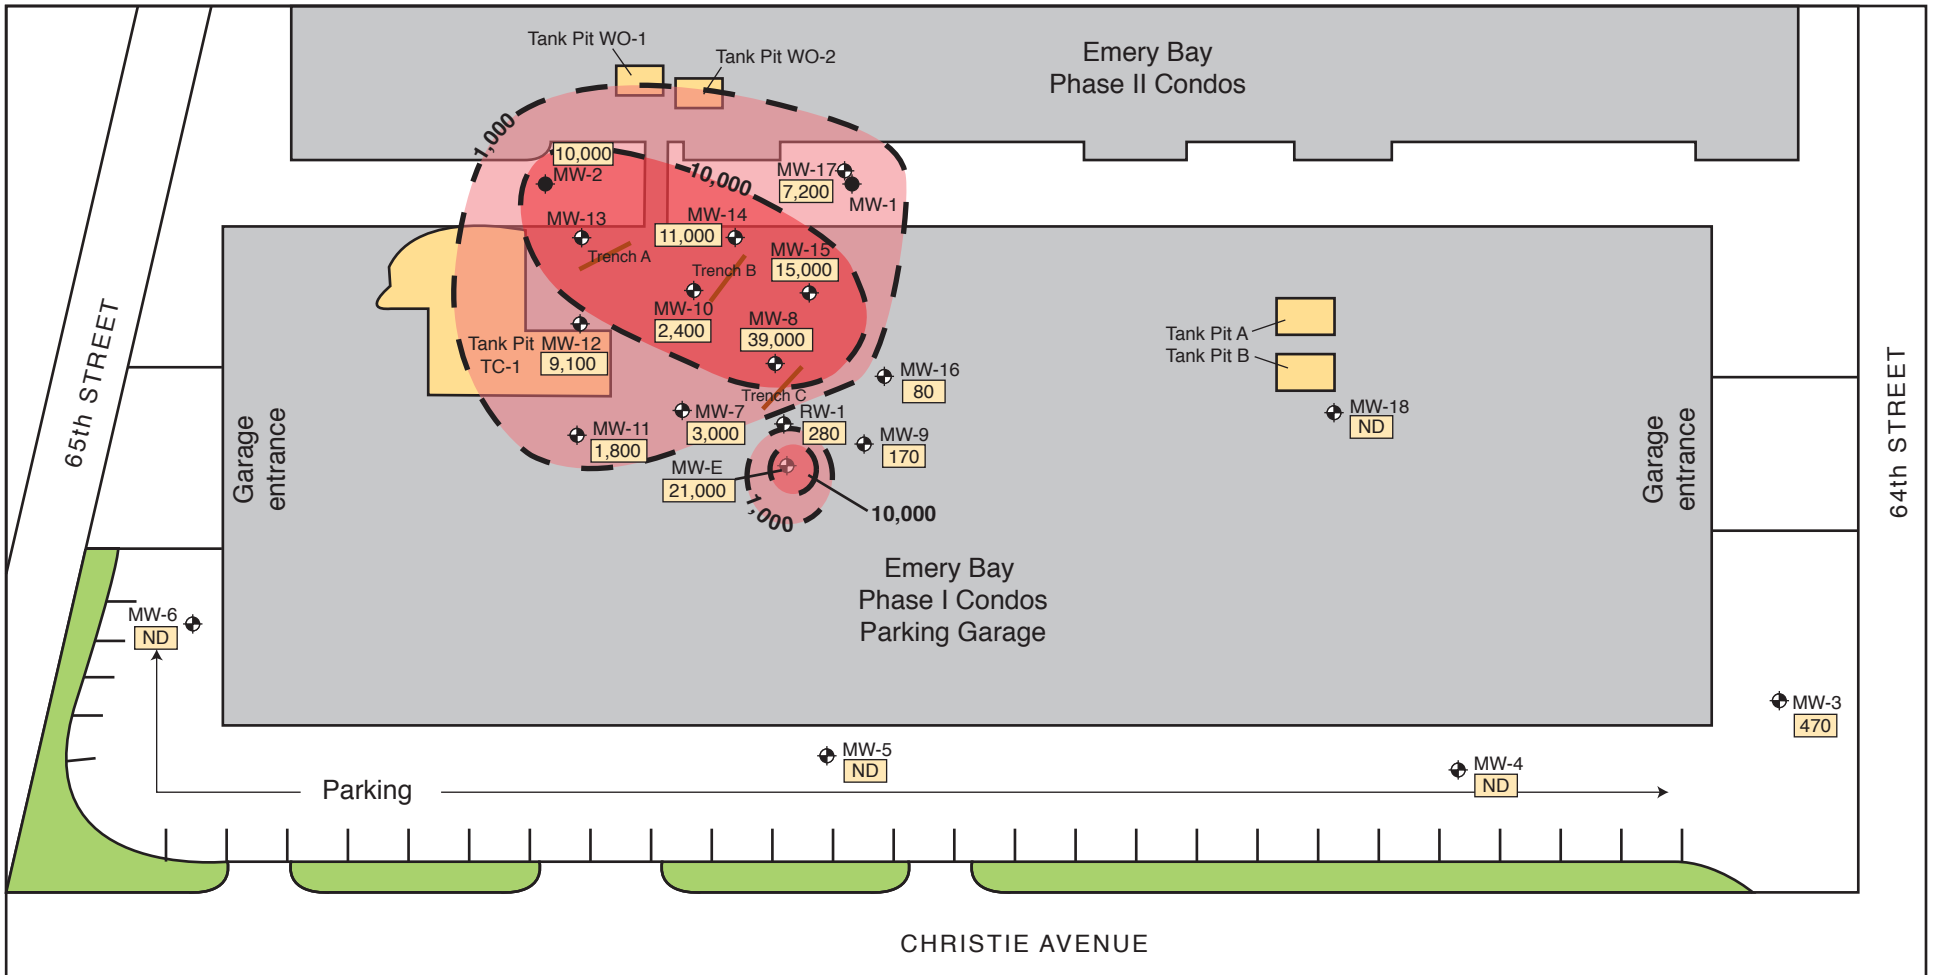 Tank Pit WO-1
Tank Pit WO-2
Emery Bay
Phase II Condos
1,000
10,000
MW-2
10,000
MW-17
7,200
MW-1
MW-13
MW-14
11,000
Trench A
MW-15
15,000
Trench B
MW-10
2,400
MW-8
39,000
Tank Pit
TC-1
MW-12
9,100
Trench C
MW-16
80
MW-7
3,000
RW-1
280
MW-11
1,800
MW-9
170
MW-E
21,000
1,000
10,000
Tank Pit A
Tank Pit B
MW-18
ND
65th STREET
Garage
entrance
Garage
entrance
64th STREET
Emery Bay
Phase I Condos
Parking Garage
MW-6
ND
MW-3
470
MW-5
ND
MW-4
ND
Parking
CHRISTIE AVENUE